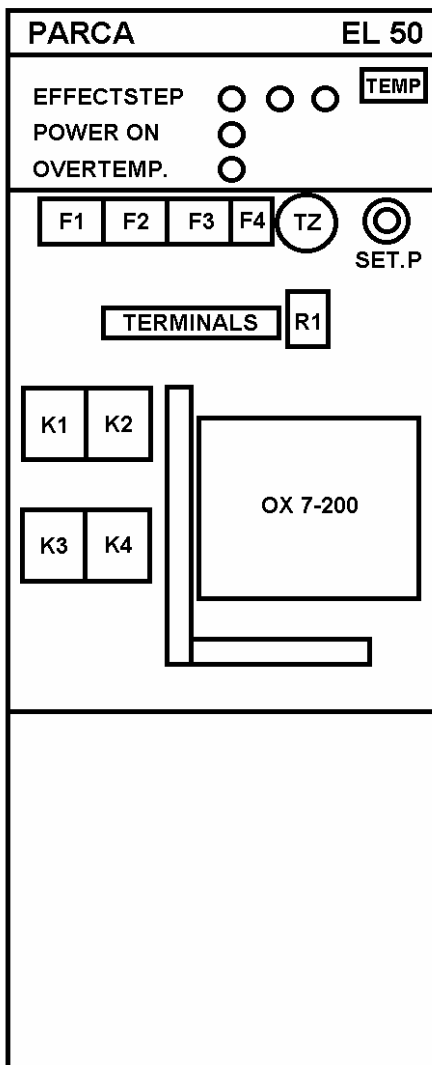 PARCA EL 50
EFFECTSTEP TEMP
POWER ON
OVERTEMP.
F1 F2 F3 F4 TZ
SET.P
TERMINALS R1
K1 K2
OX 7-200
K3 K4